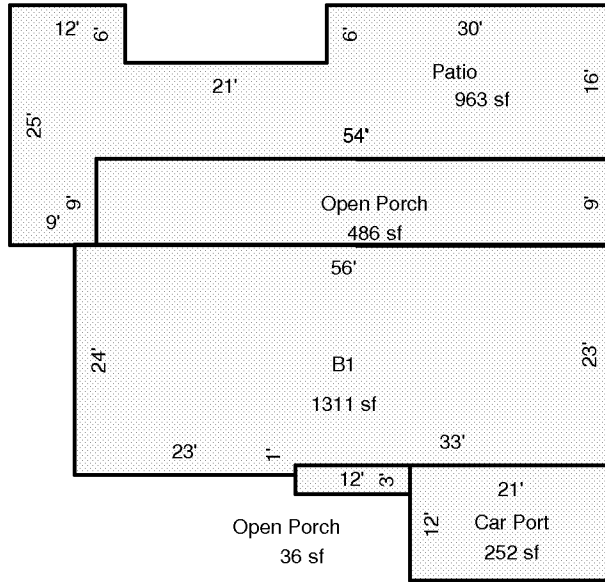 12'
6'
6'
30'
Patio
963 sf
16'
21'
25'
54'
9'
9'
Open Porch
486 sf
9'
56'
24'
B1
1311 sf
23'
23'
1'
33'
12'
3'
21'
12'
Car Port
252 sf
Open Porch
36 sf